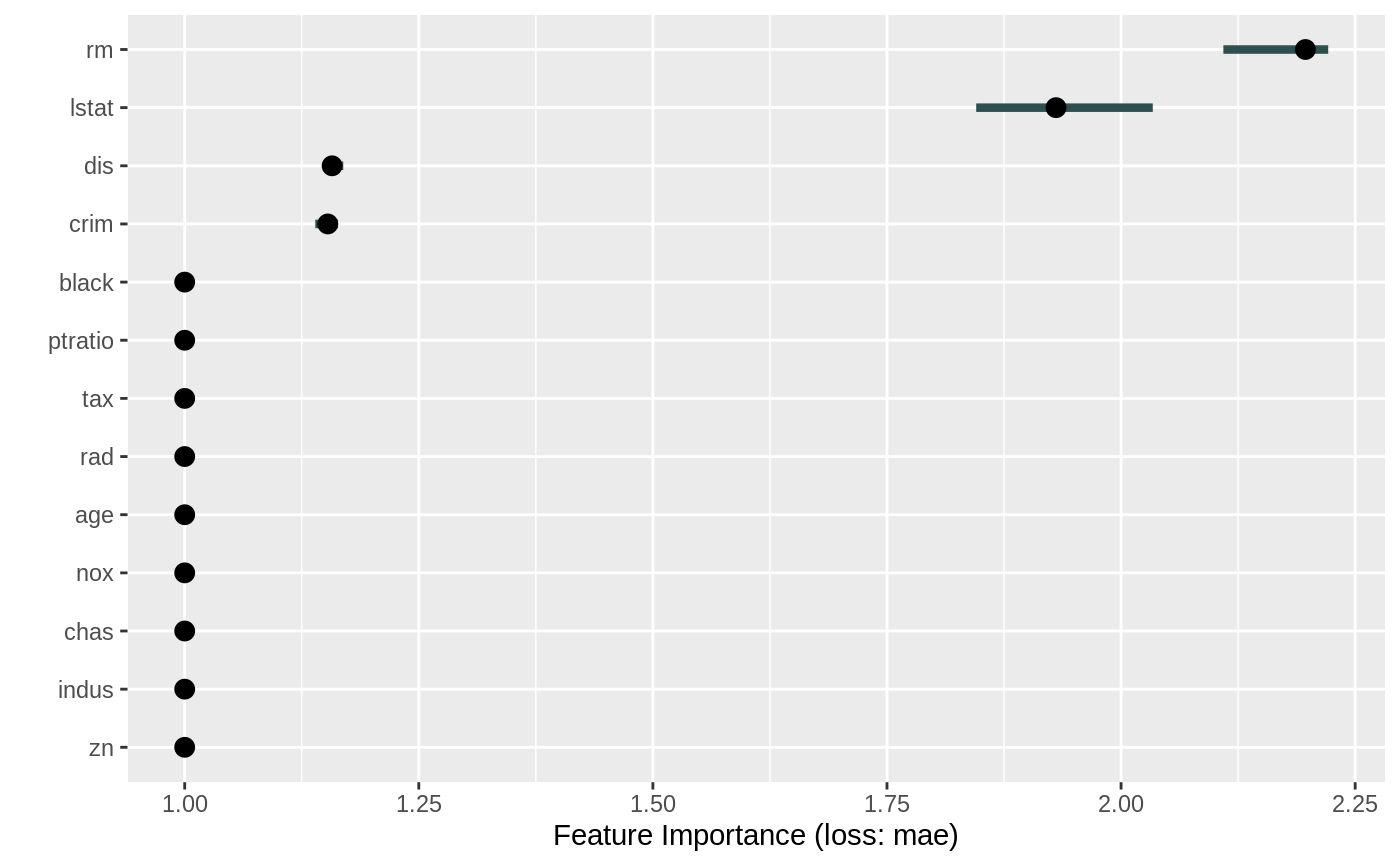 rm
lstat
dis
crim
black
ptratio
tax
rad
age
nox
chas
indus
zn
1.00 1.25 1.50 1.75 2.00 2.25
Feature Importance (loss: mae)